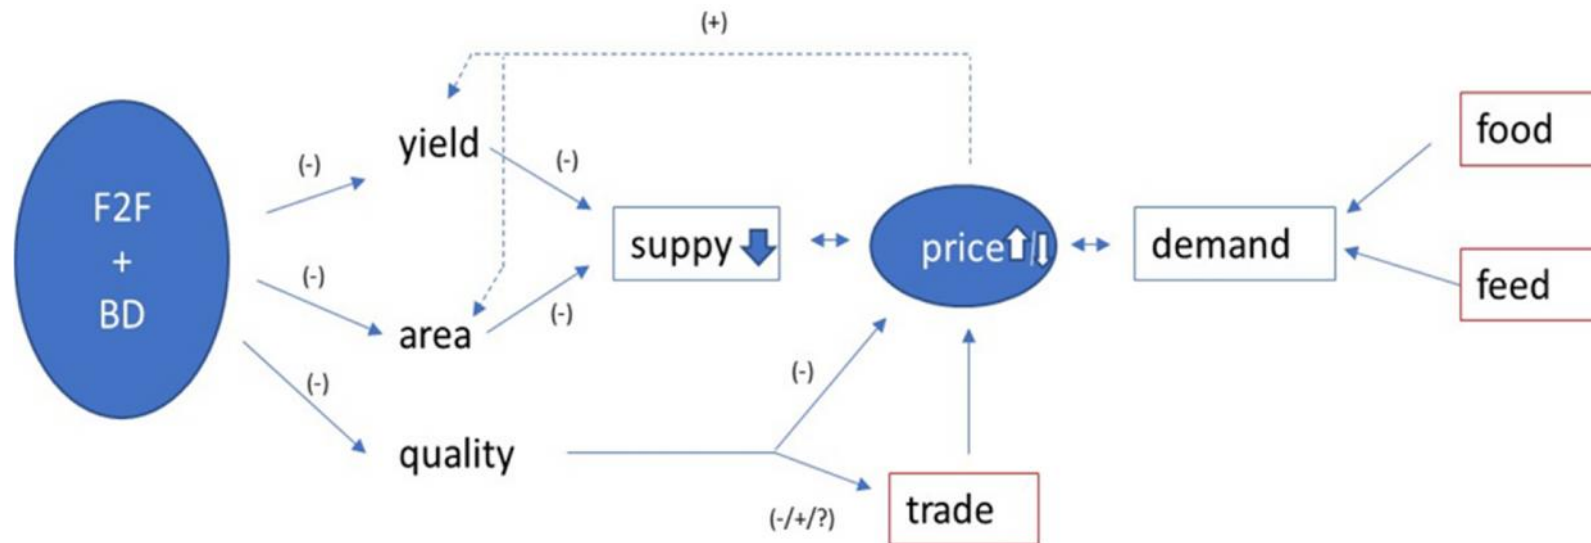 (+)
yield
food
(-)
(-)
F2F
+
BD
suppy
price
demand
(-)
(-)
feed
area
(-)
(-)
quality
trade
(-/+/?)